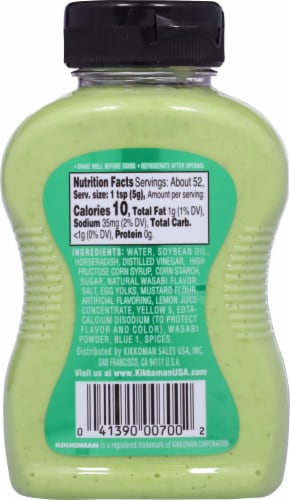 • SHAKE WELL BEFORE USING • REFRIGERATE AFTER OPENING
Nutrition Facts Servings: About 52,
Serv. size: 1 tsp (5g), Amount per serving:
Calories 10, Total Fat 1g (1% DV),
Sodium 35mg (2% DV), Total Carb.
<1g (0% DV), Protein 0g.
INGREDIENTS: WATER, SOYBEAN OIL,
HORSERADISH, DISTILLED VINEGAR, HIGH
FRUCTOSE CORN SYRUP, CORN STARCH,
SUGAR, NATURAL WASABI FLAVOR,
SALT, EGG YOLKS, MUSTARD FLOUR,
ARTIFICIAL FLAVORING, LEMON JUICE
CONCENTRATE, YELLOW 5, EDTA-
CALCIUM DISODIUM (TO PROTECT
FLAVOR AND COLOR), WASABI
POWDER, BLUE 1, SPICES.
Distributed by KIKKOMAN SALES USA, INC.
SAN FRANCISCO, CA 94111 U.S.A.
Visit us at www.KikkomanUSA.com
0 41390 00700 2
KIKKOMAN is a registered trademark of KIKKOMAN CORPORATION